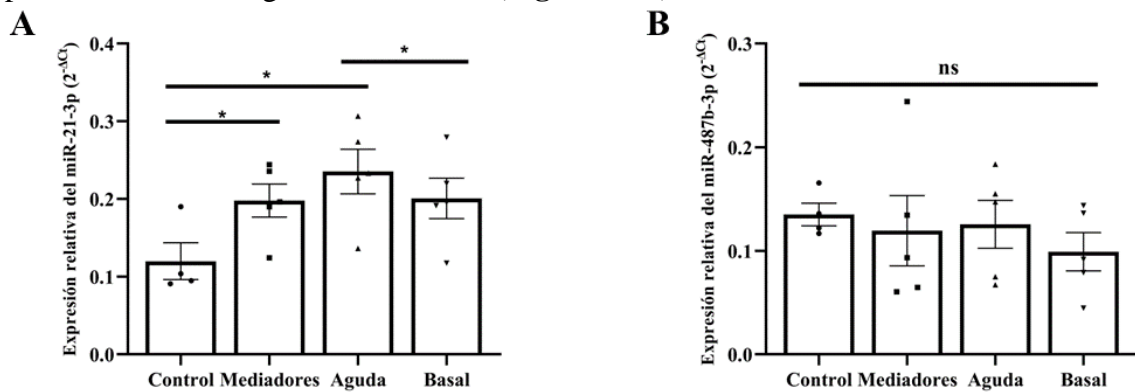 A
B
Expresión relativa del miR-21-3p (2^-ΔCt)
0.4
0.3
0.2
0.1
0.0
*
*
*
Control Mediadores Aguda Basal
Expresión relativa del miR-487b-3p (2^-ΔCt)
0.3
0.2
0.1
0.0
ns
Control Mediadores Aguda Basal